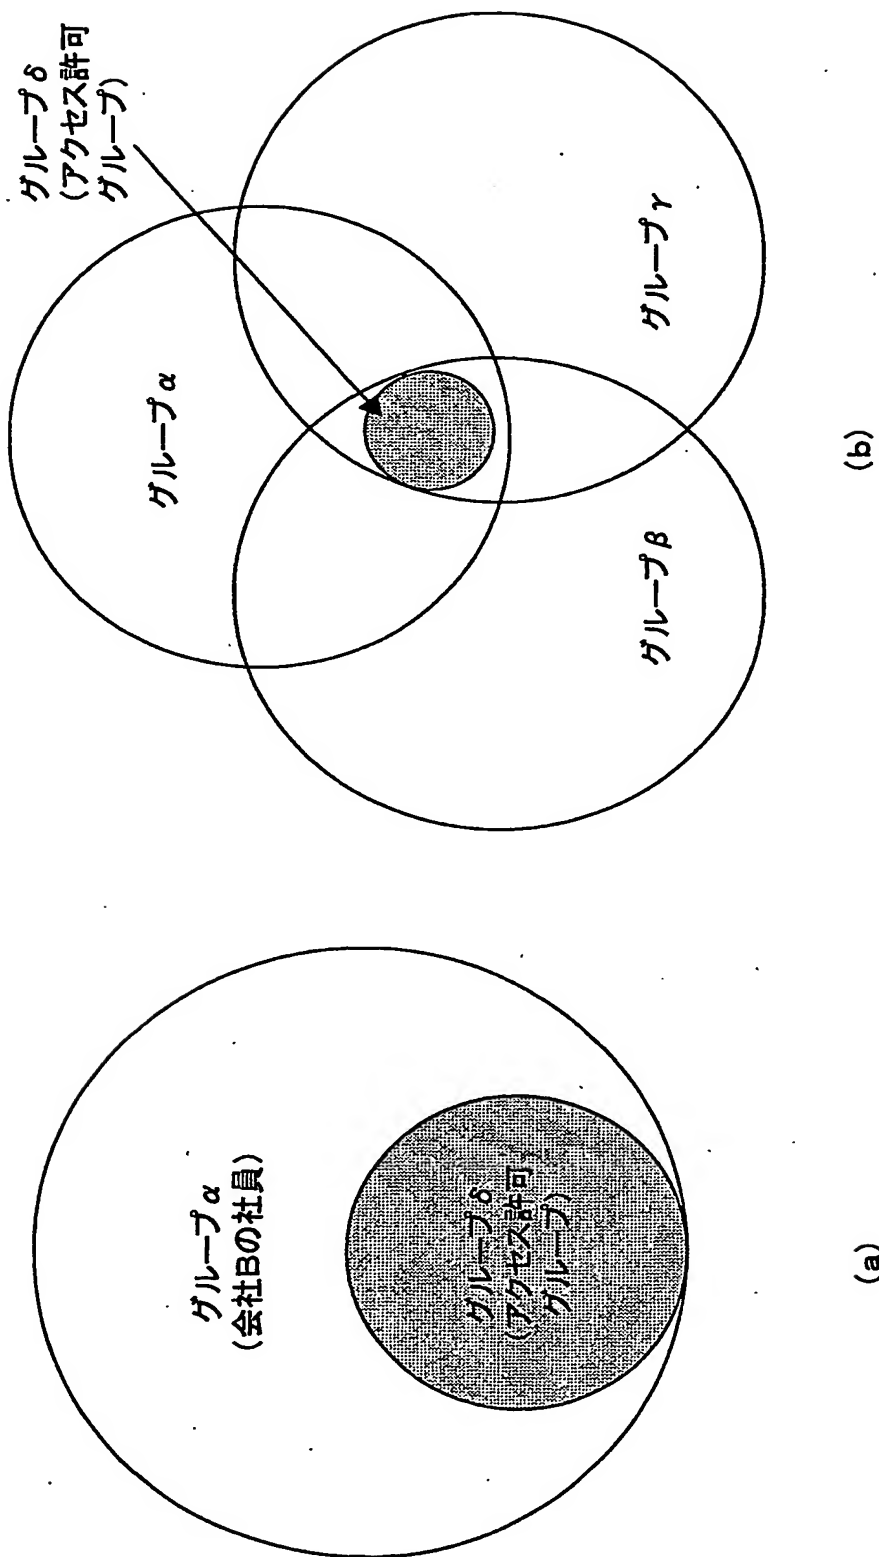 グループα
(会社Bの社員)
グループδ
(アクセス許可
グループ)
(a)
グループδ
(アクセス許可
グループ)
グループα
グループβ
グループγ
(b)